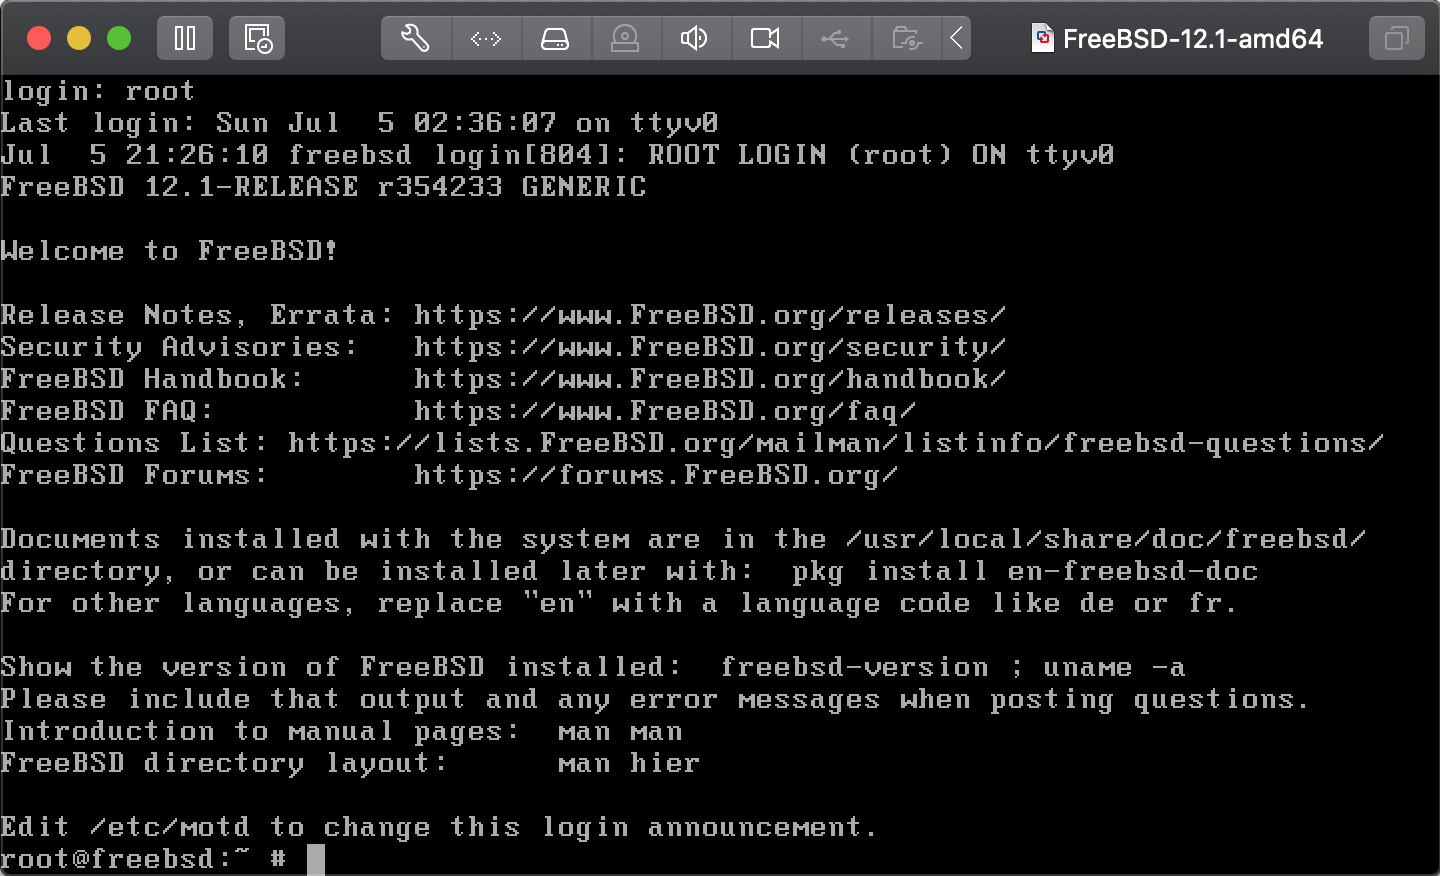 FreeBSD-12.1-amd64
login: root
Last login: Sun Jul  5 02:36:07 on ttyv0
Jul  5 21:26:10 freebsd login[804]: ROOT LOGIN (root) ON ttyv0
FreeBSD 12.1-RELEASE r354233 GENERIC

Welcome to FreeBSD!

Release Notes, Errata: https://www.FreeBSD.org/releases/
Security Advisories:   https://www.FreeBSD.org/security/
FreeBSD Handbook:      https://www.FreeBSD.org/handbook/
FreeBSD FAQ:           https://www.FreeBSD.org/faq/
Questions List: https://lists.FreeBSD.org/mailman/listinfo/freebsd-questions/
FreeBSD Forums:        https://forums.FreeBSD.org/

Documents installed with the system are in the /usr/local/share/doc/freebsd/
directory, or can be installed later with:  pkg install en-freebsd-doc
For other languages, replace "en" with a language code like de or fr.

Show the version of FreeBSD installed:  freebsd-version ; uname -a
Please include that output and any error messages when posting questions.
Introduction to manual pages:  man man
FreeBSD directory layout:      man hier

Edit /etc/motd to change this login announcement.
root@freebsd:~ #